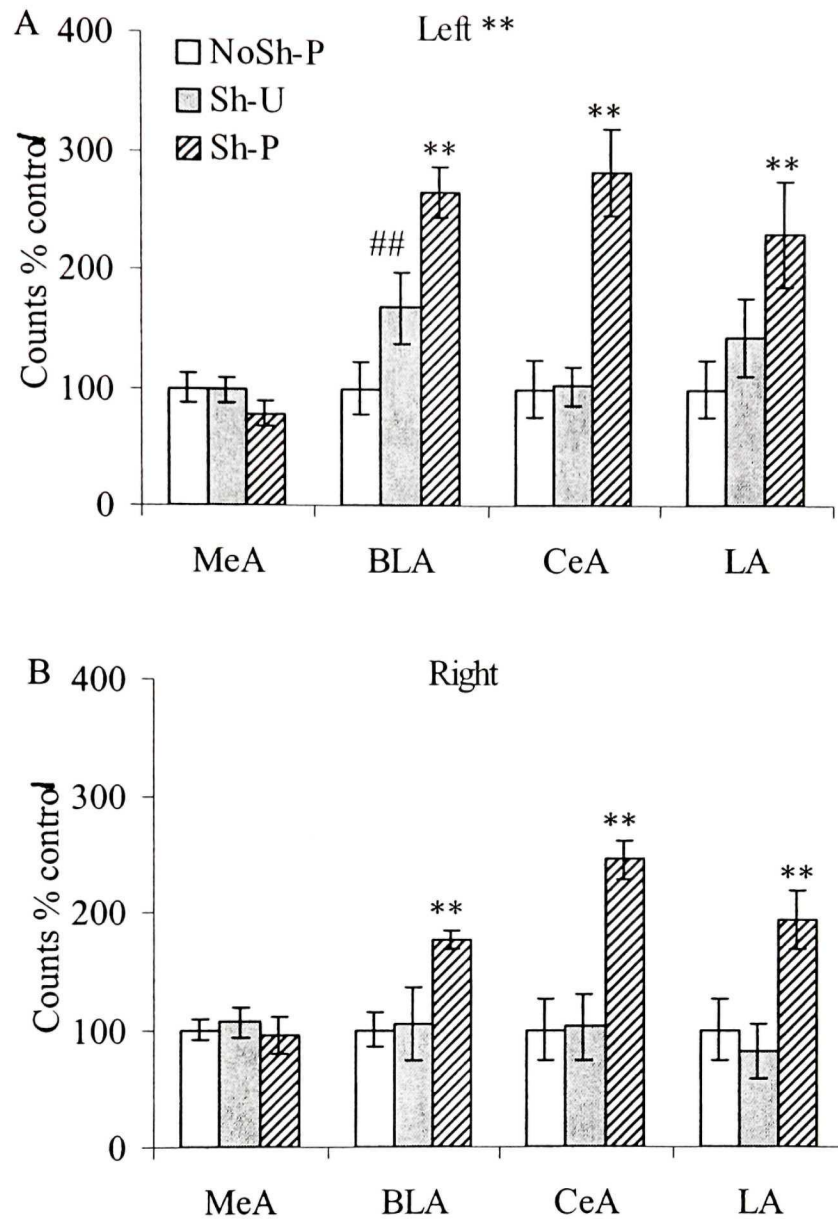 A
Left **
400
300
200
100
0
Counts % control
NoSh-P
Sh-U
Sh-P
##
**
**
**
MeA BLA CeA LA
B
Right
400
300
200
100
0
Counts % control
**
**
**
MeA BLA CeA LA